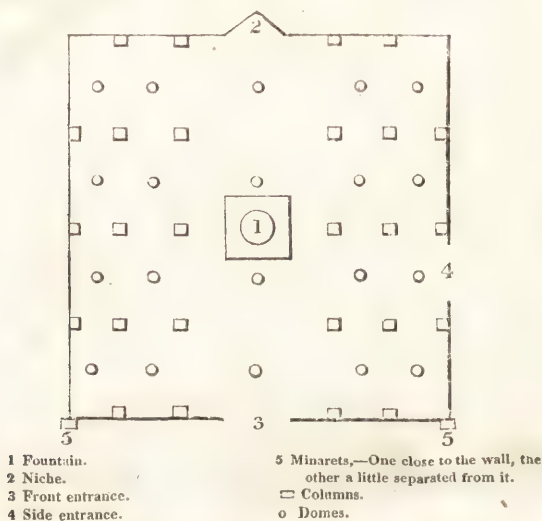 2
1
4
3
5
5
1 Fountain.
2 Niche.
3 Front entrance.
4 Side entrance.
5 Minarets,—One close to the wall, the
other a little separated from it.
▭ Columns.
o Domes.